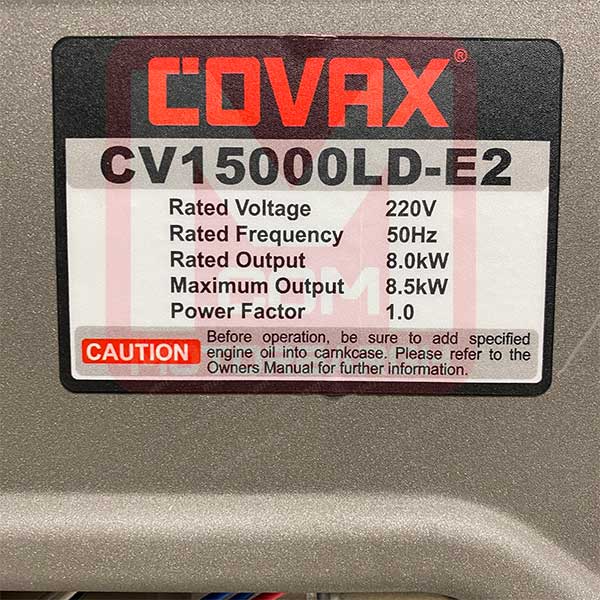 COVAX®
CV15000LD-E2
Rated Voltage 220V
Rated Frequency 50Hz
Rated Output 8.0kW
Maximum Output 8.5kW
Power Factor 1.0
CAUTION
Before operation, be sure to add specified
engine oil into camkcase. Please refer to the
Owners Manual for further information.
COM